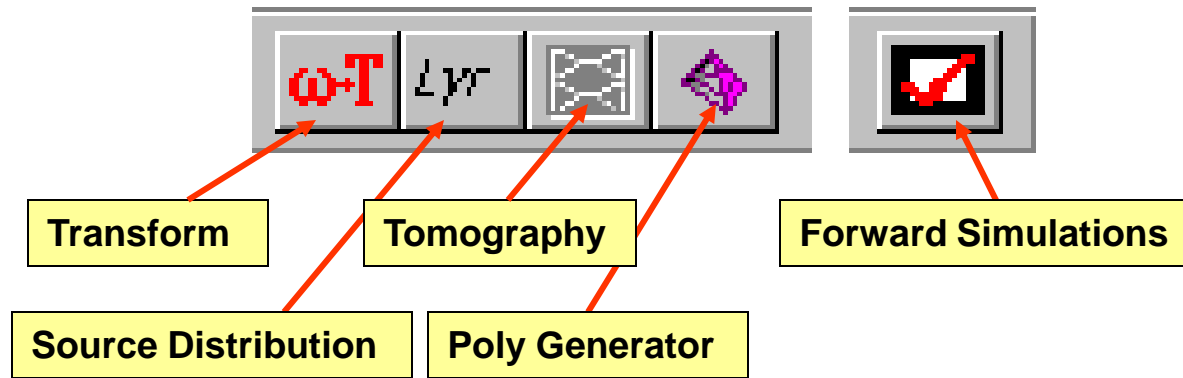 ω→T Lyr
Transform Tomography Forward Simulations
Source Distribution Poly Generator